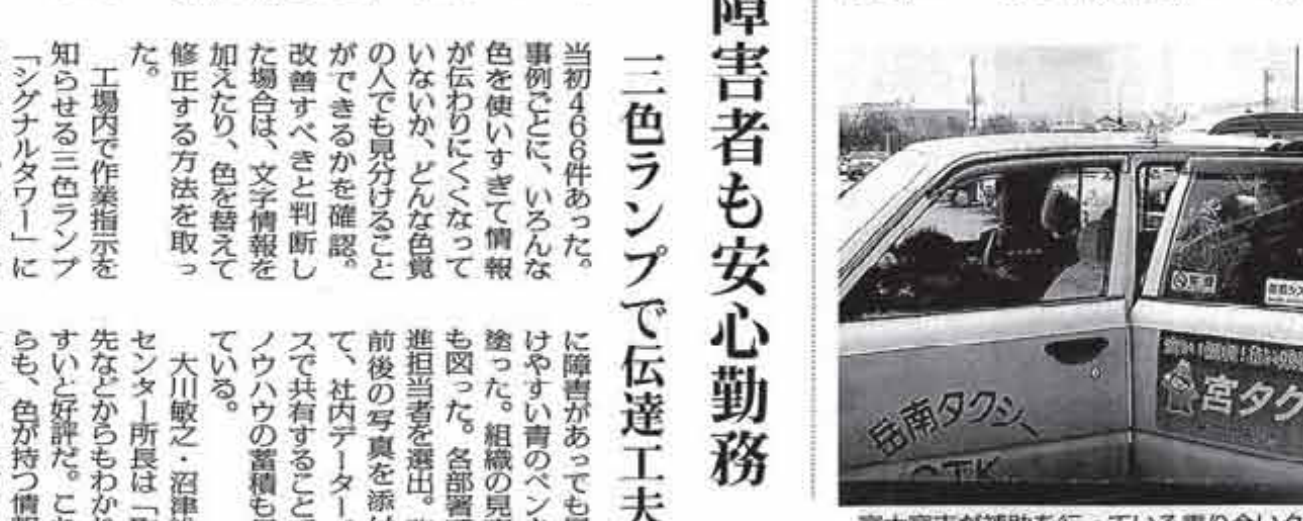 障害者も安心勤務
三色ランプで伝達工夫
当初466件あった。
事例ごとに、いろんな
色を使いすぎて情報
が伝わりにくくなって
いないか、どんな色覚
の人でも見分けること
ができるかを確認。
改善すべきと判断し
た場合は、文字情報を
加えたり、色を替えて
修正する方法を取っ
た。
工場内で作業指示を
知らせる三色ランプ
「シグナルタワー」に
に障害があっても
けやすい青のペン
塗った。組織の見
も図った。各部署
進担当者を選出。
前後の写真を添
て、社内データー
スで共有すること
ノウハウの蓄積も
ている。
大川敏之・沼津
センター所長は「
先などからもわか
すいと好評だ。こ
らも、色が持つ情
岳南タクシー
宮タク